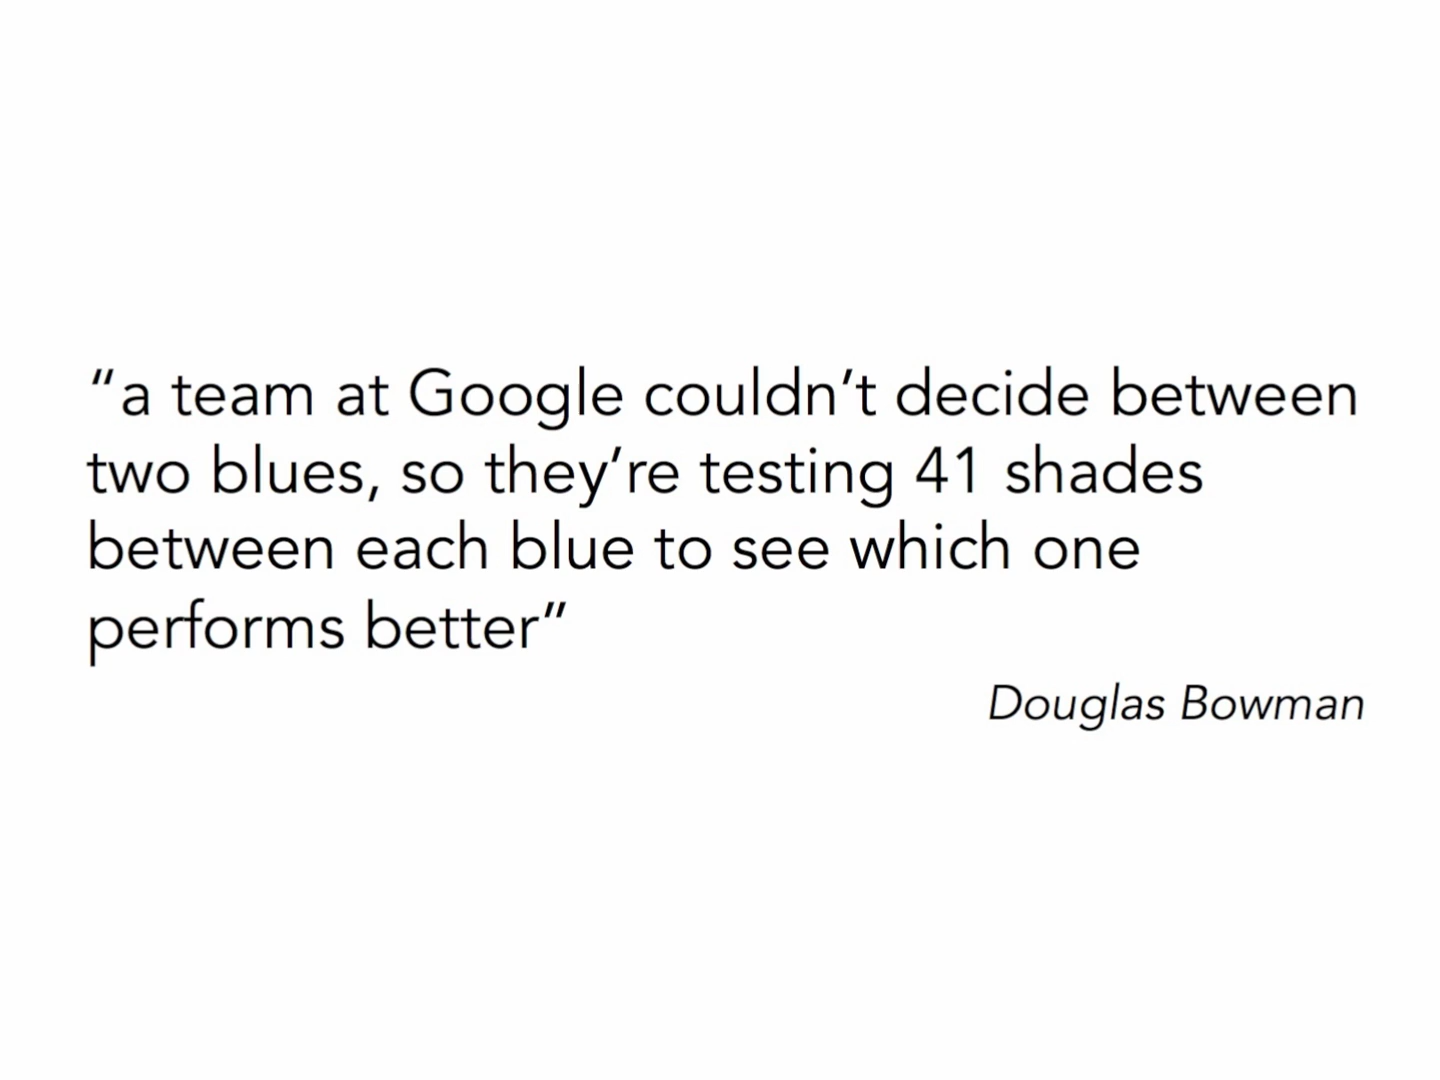 “a team at Google couldn’t decide between
two blues, so they’re testing 41 shades
between each blue to see which one
performs better”
Douglas Bowman